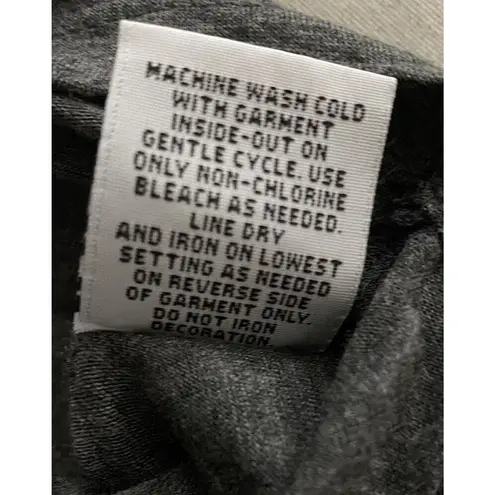 MACHINE WASH COLD
WITH GARMENT
INSIDE-OUT ON
GENTLE CYCLE. USE
ONLY NON-CHLORINE
BLEACH AS NEEDED.
LINE DRY
AND IRON ON LOWEST
SETTING AS NEEDED
ON REVERSE SIDE
OF GARMENT ONLY.
DO NOT IRON
DECORATION.